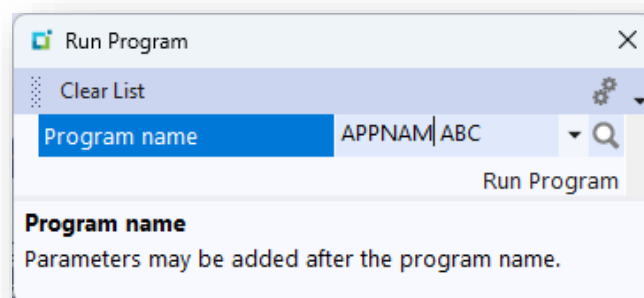 Run Program
Clear List
Program name APPNAM ABC
Run Program
Program name
Parameters may be added after the program name.